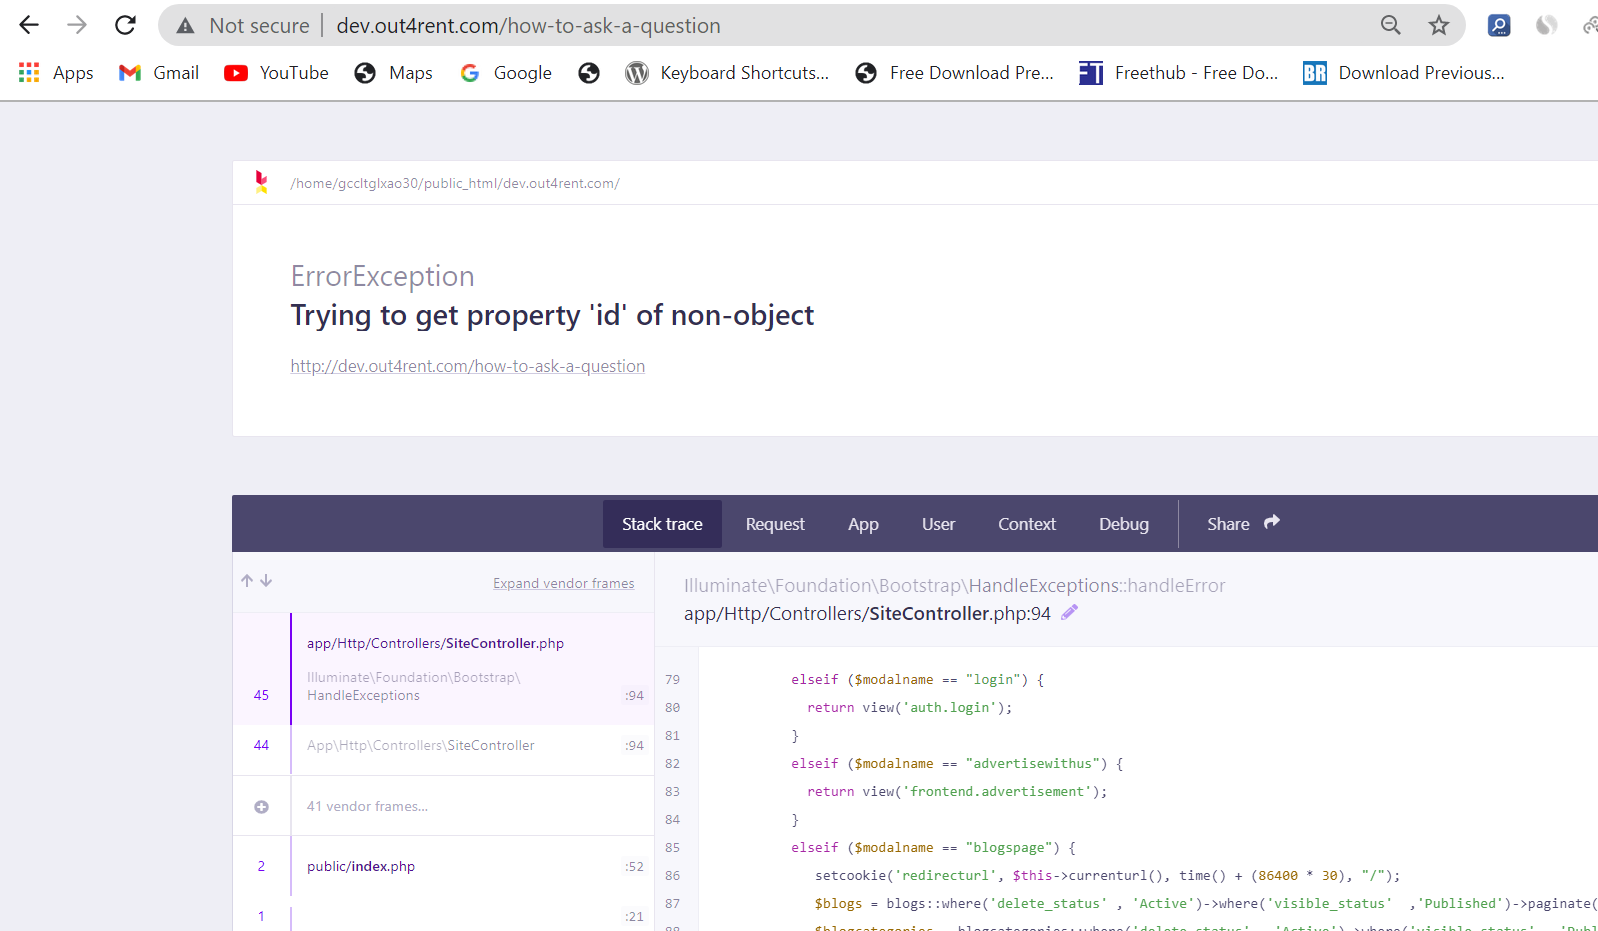 Not secure | dev.out4rent.com/how-to-ask-a-question
Apps Gmail YouTube Maps Google Keyboard Shortcuts... Free Download Pre... Freethub - Free Do... Download Previous...
/home/gccltglxao30/public_html/dev.out4rent.com/
ErrorException
Trying to get property 'id' of non-object
http://dev.out4rent.com/how-to-ask-a-question
Stack trace Request App User Context Debug Share
Expand vendor frames
app/Http/Controllers/SiteController.php
Illuminate\Foundation\Bootstrap\
45 HandleExceptions :94
44 App\Http\Controllers\SiteController :94
41 vendor frames...
2 public/index.php :52
1 :21
Illuminate\Foundation\Bootstrap\HandleExceptions::handleError
app/Http/Controllers/SiteController.php:94
79 elseif ($modalname == "login") {
80 return view('auth.login');
81 }
82 elseif ($modalname == "advertisewithus") {
83 return view('frontend.advertisement');
84 }
85 elseif ($modalname == "blogspage") {
86 setcookie('redirecturl', $this->currenturl(), time() + (86400 * 30), "/");
87 $blogs = blogs::where('delete_status' , 'Active')->where('visible_status' ,'Published')->paginate(
88 $blogcategories = blogcategories::where('delete_status' , 'Active')->where('visible_status' ,